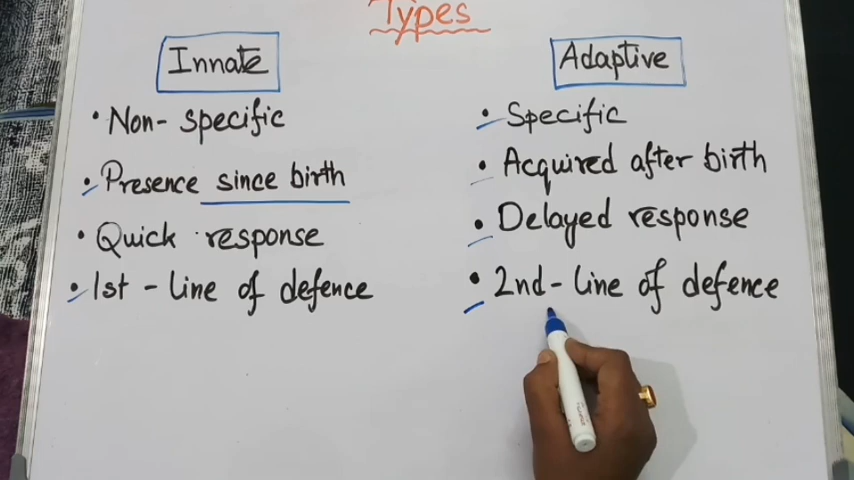 Types
Innate
Adaptive
• Non-specific
• Specific
• Presence since birth
• Acquired after birth
• Quick response
• Delayed response
• 1st - line of defence
• 2nd - line of defence